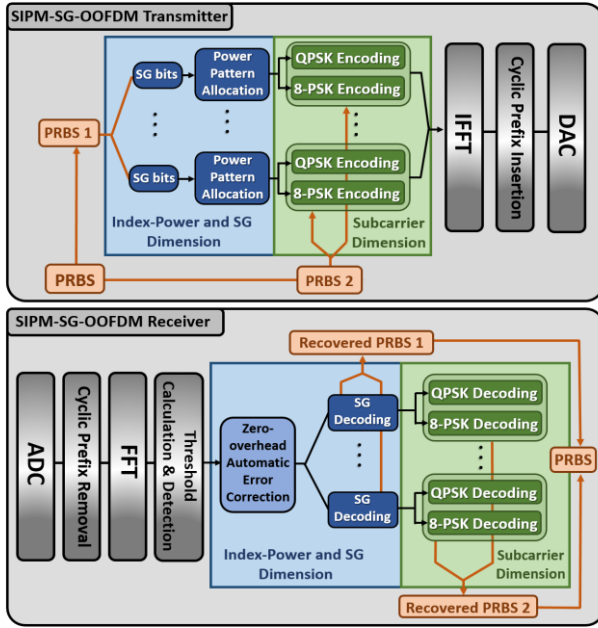 SIPM-SG-OOFDM Transmitter
PRBS 1
SG bits
Power
Pattern
Allocation
QPSK Encoding
8-PSK Encoding
SG bits
Power Pattern
Allocation
QPSK Encoding
8-PSK Encoding
Index-Power and SG
Dimension
Subcarrier
Dimension
IFFT
Cyclic Prefix Insertion
DAC
PRBS
PRBS 2
SIPM-SG-OOFDM Receiver
Recovered PRBS 1
ADC
Cyclic Prefix Removal
FFT
Threshold
Calculation & Detection
Zero-
overhead
Automatic
Error
Correction
SG
Decoding
QPSK Decoding
8-PSK Decoding
SG
Decoding
QPSK Decoding
8-PSK Decoding
PRBS
Index-Power and SG
Dimension
Subcarrier
Dimension
Recovered PRBS 2